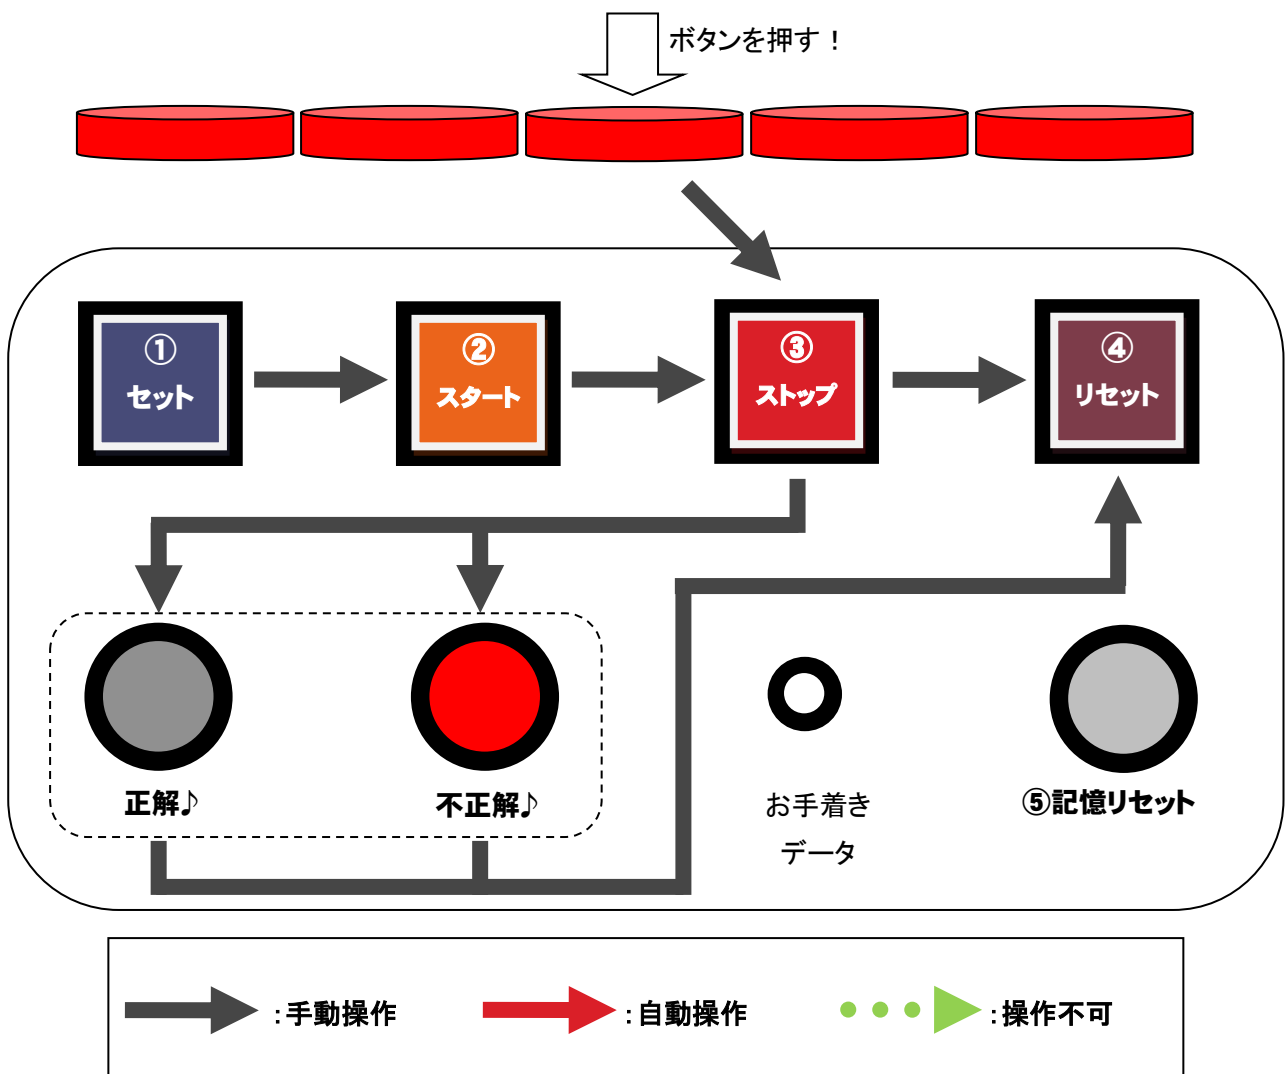 ボタンを押す！
①
セット
②
スタート
③
ストップ
④
リセット
正解♪
不正解♪
お手着き
データ
⑤記憶リセット
:手動操作
:自動操作
:操作不可